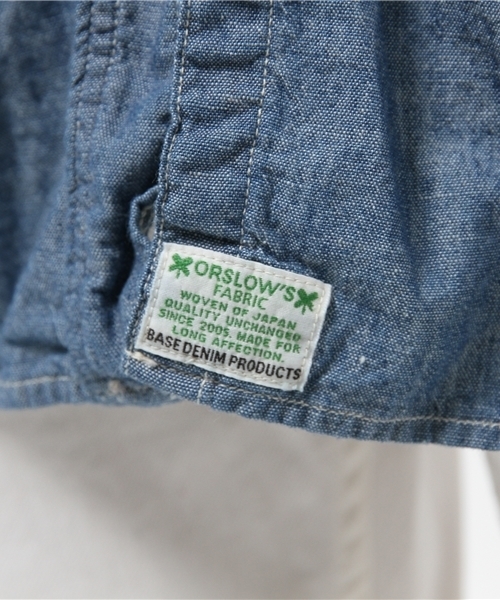 ORSLOW'S
FABRIC
WOVEN OF JAPAN
QUALITY UNCHANGED
SINCE 2005. MADE FOR
LONG AFFECTION.
BASE DENIM PRODUCTS